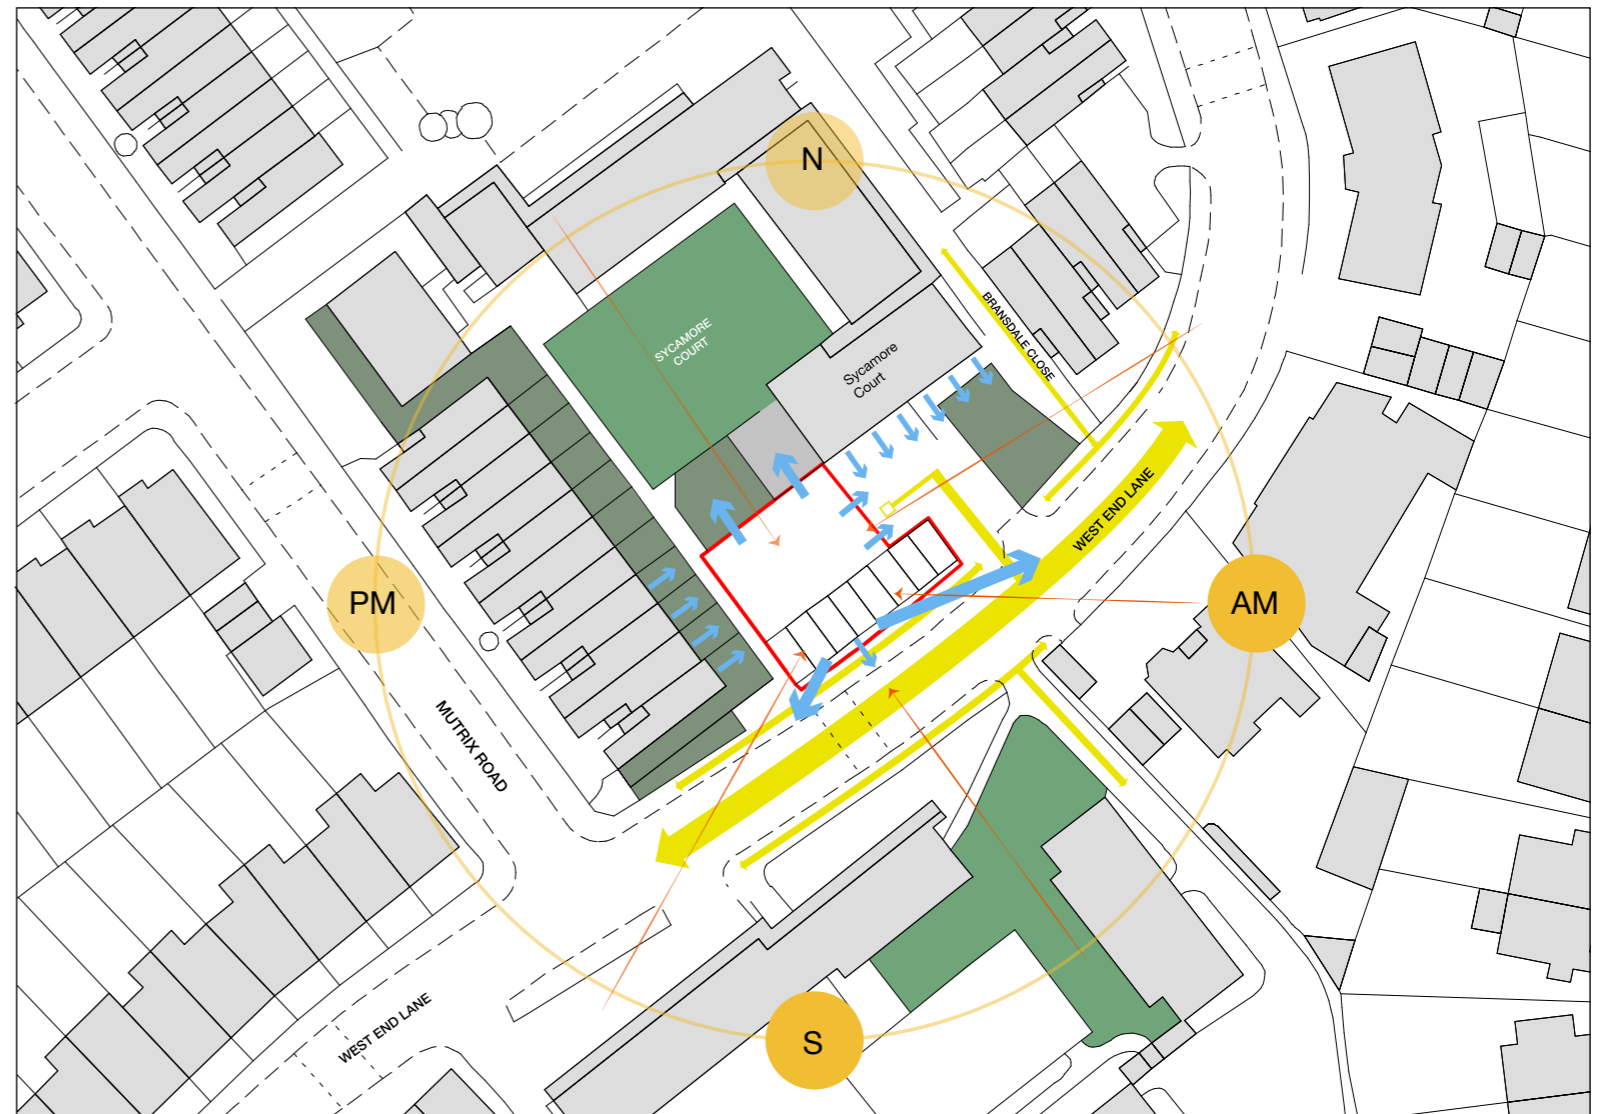 N
BRANSDALE CLOSE
SYCAMORE
COURT
Sycamore
Court
WEST END LANE
PM
AM
MUTRIX ROAD
WEST END LANE
S